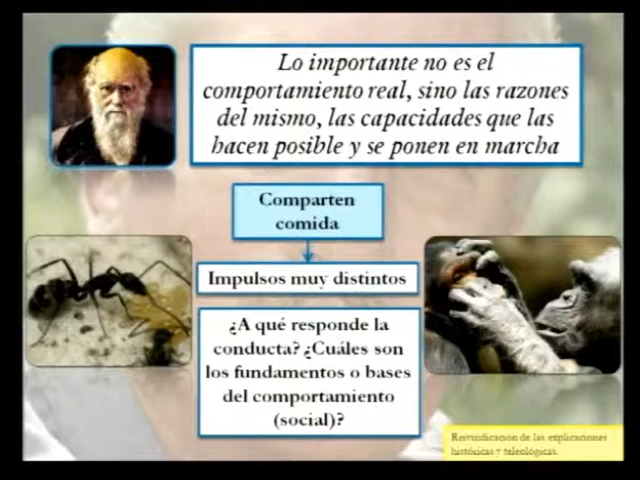 Lo importante no es el
comportamiento real, sino las razones
del mismo, las capacidades que las
hacen posible y se ponen en marcha
Comparten
comida
Impulsos muy distintos
¿A qué responde la
conducta? ¿Cuáles son
los fundamentos o bases
del comportamiento
(social)?
Reivindicación de las explicaciones
históricas y teleológicas.